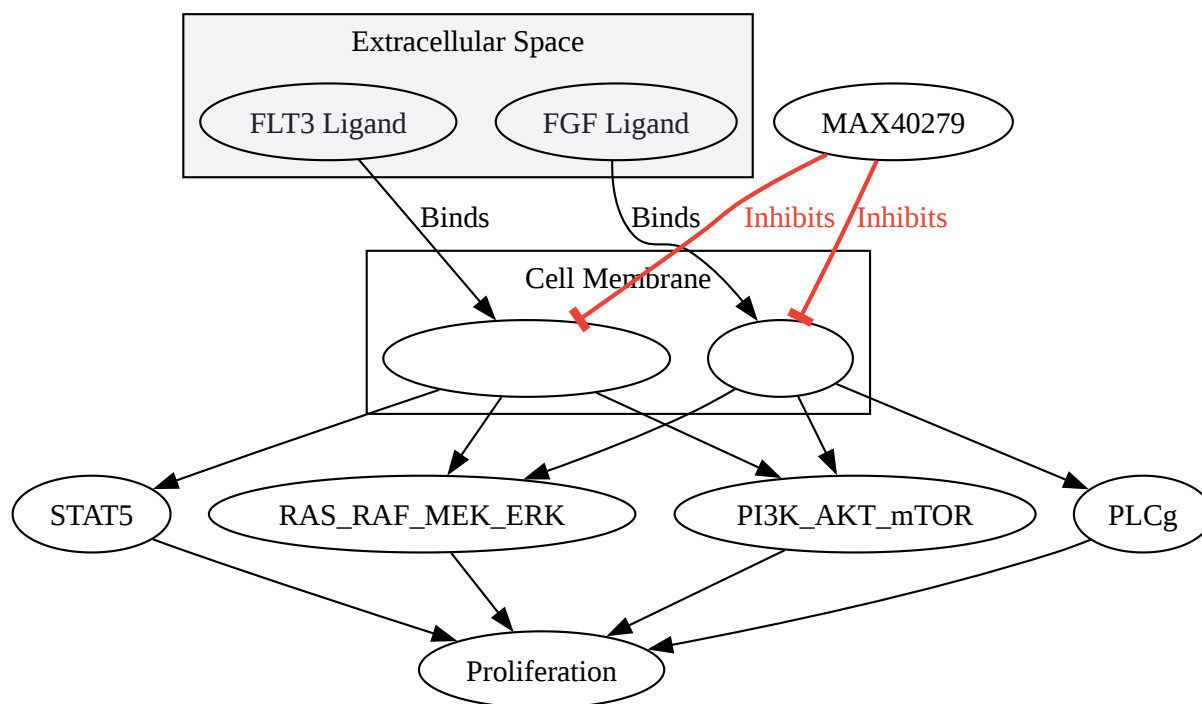 Extracellular Space
FLT3 Ligand
FGF Ligand
MAX40279
Binds
Binds
Inhibits
Inhibits
Cell Membrane
STAT5
RAS_RAF_MEK_ERK
PI3K_AKT_mTOR
PLCg
Proliferation